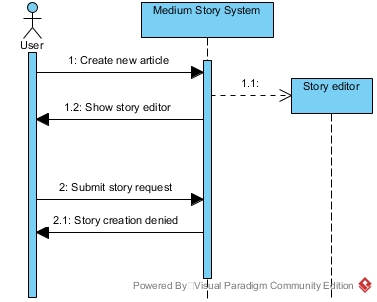 Medium Story System
User
1: Create new article
1.1:
Story editor
1.2: Show story editor
2: Submit story request
2.1: Story creation denied
Powered By Visual Paradigm Community Edition